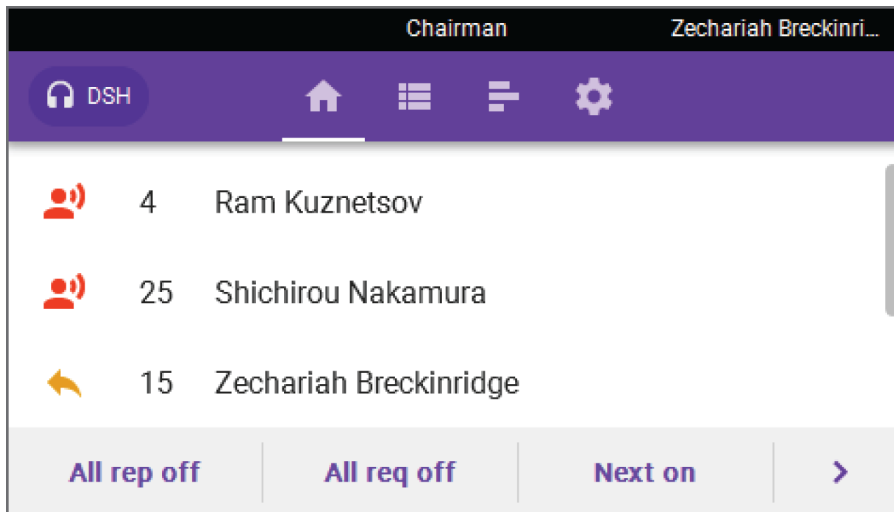 Chairman Zechariah Breckinri...
DSH
4 Ram Kuznetsov
25 Shichirou Nakamura
15 Zechariah Breckinridge
All rep off All req off Next on